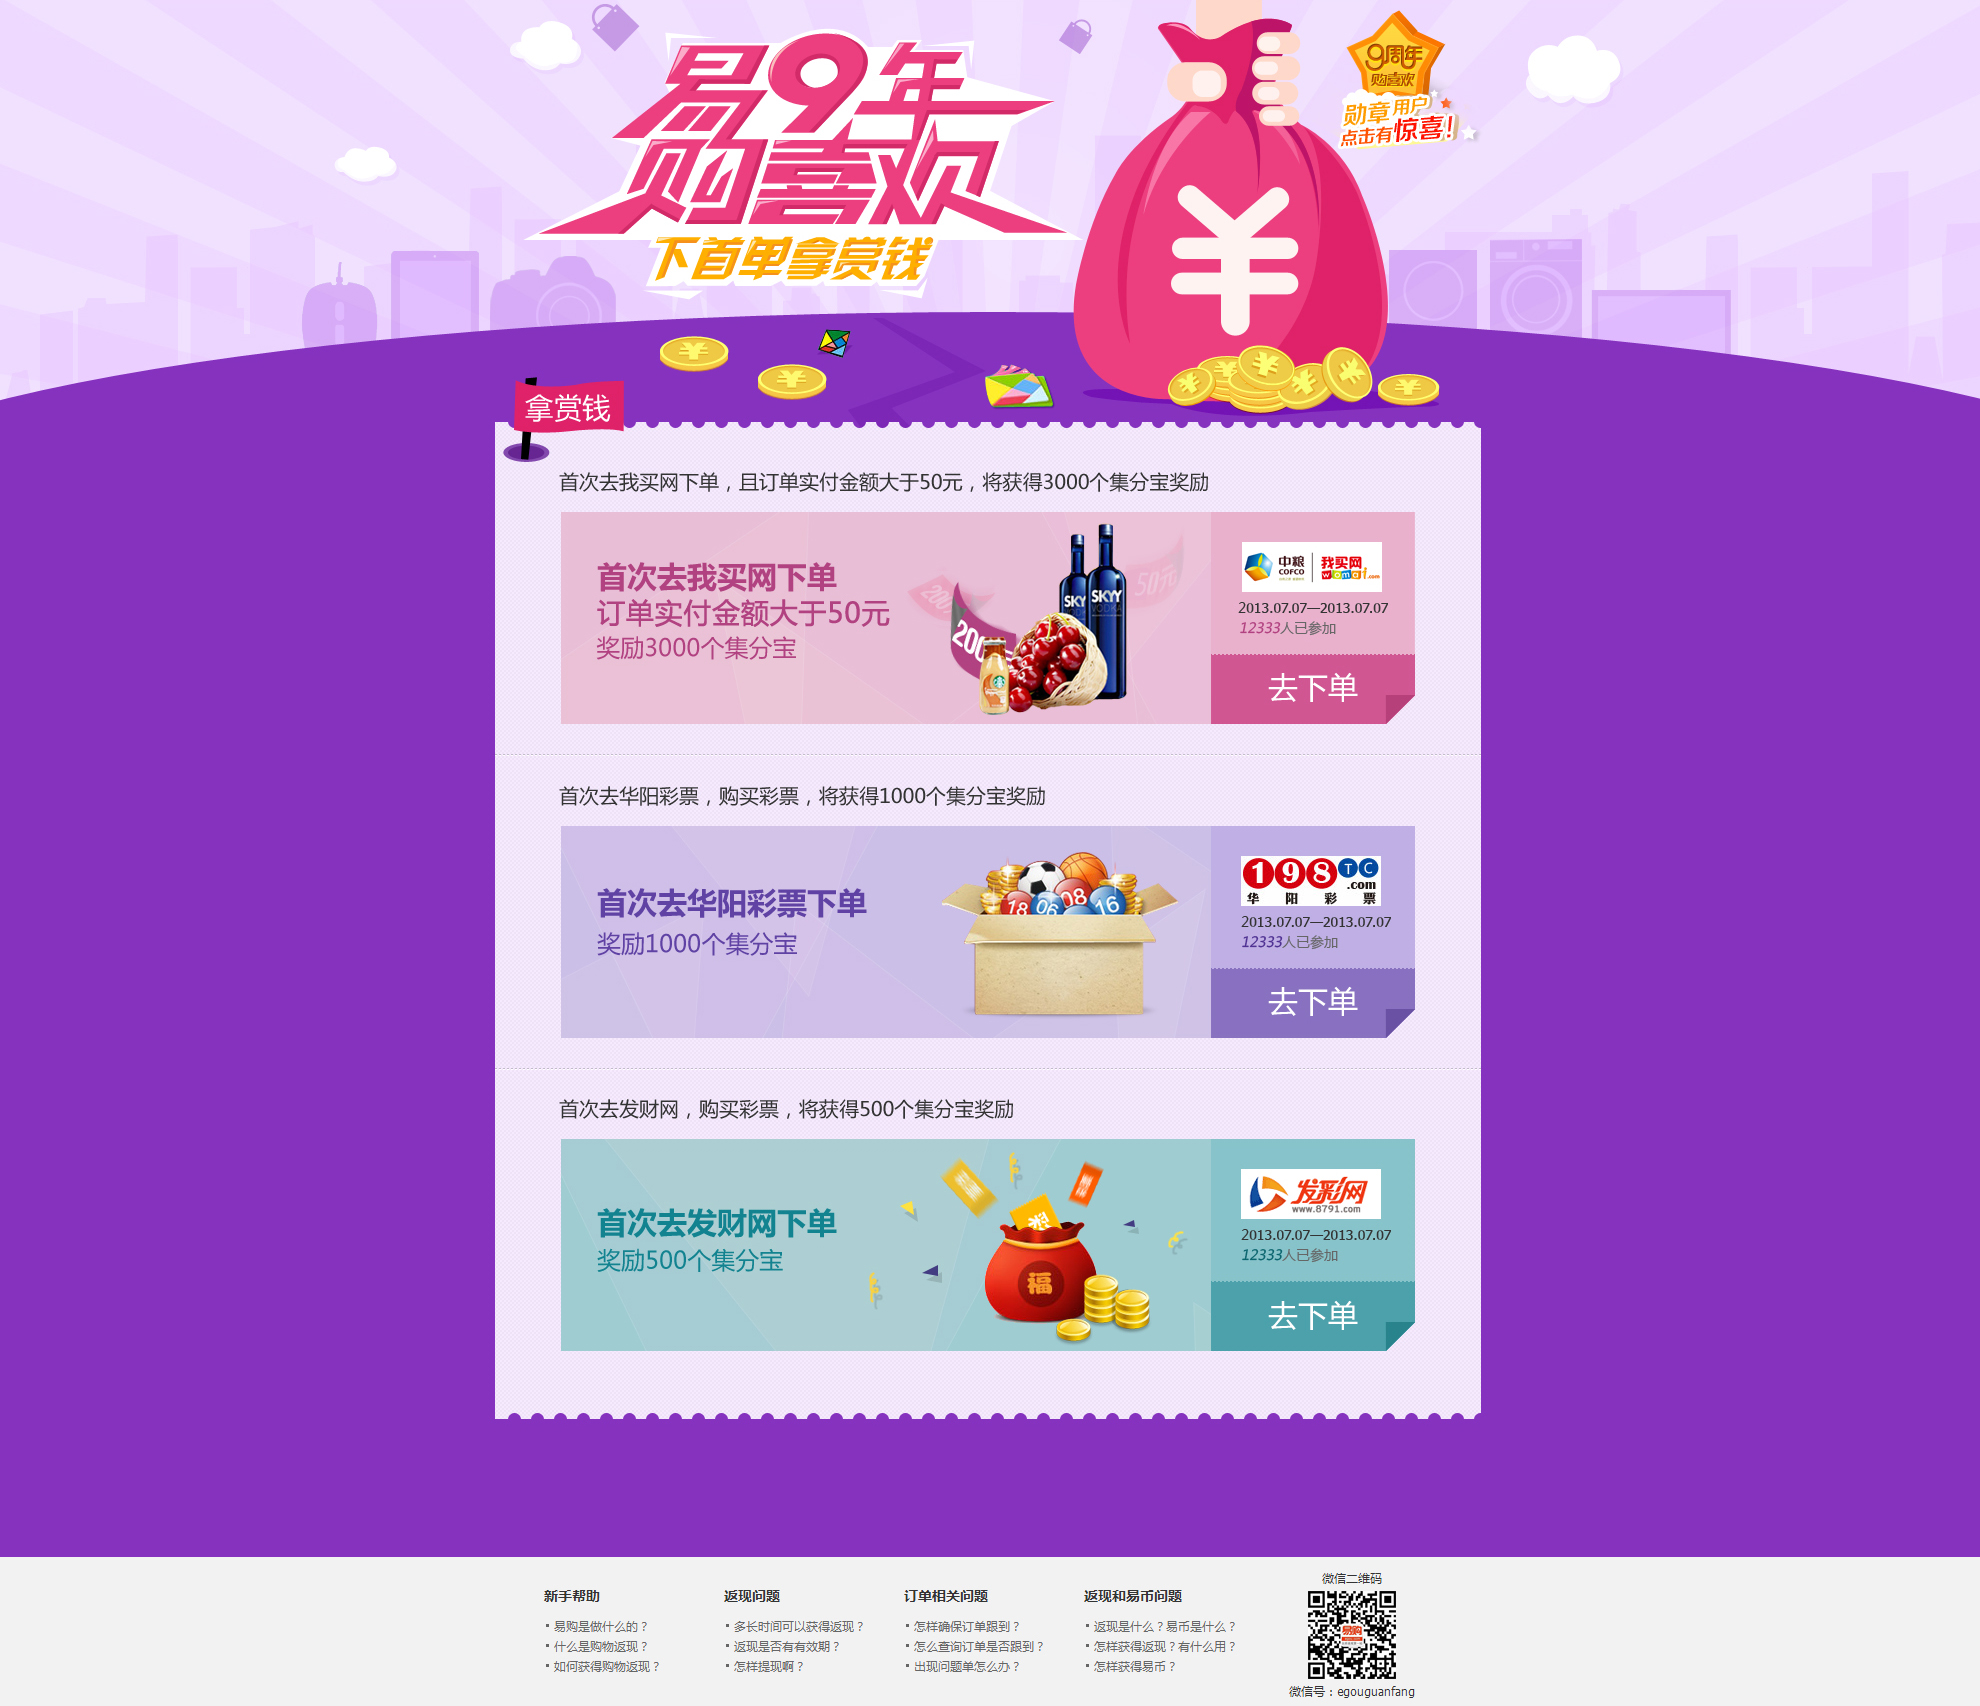 易9年
购喜欢
下首单拿赏钱
9周年
购喜欢
勋章用户
点击有惊喜!
拿赏钱
首次去我买网下单，且订单实付金额大于50元，将获得3000个集分宝奖励
首次去我买网下单
订单实付金额大于50元
奖励3000个集分宝
200
50元
200
SKY
SKYY
VODKA
中粮
COFCO
我买网
womai.com
2013.07.07—2013.07.07
12333人已参加
去下单
首次去华阳彩票，购买彩票，将获得1000个集分宝奖励
首次去华阳彩票下单
奖励1000个集分宝
18
06
08
16
198TC
.com
华阳彩票
2013.07.07—2013.07.07
12333人已参加
去下单
首次去发财网，购买彩票，将获得500个集分宝奖励
首次去发财网下单
奖励500个集分宝
福
发彩网
www.8791.com
2013.07.07—2013.07.07
12333人已参加
去下单
新手帮助
易购是做什么的？
什么是购物返现？
如何获得购物返现？
返现问题
多长时间可以获得返现？
返现是否有有效期？
怎样提现啊？
订单相关问题
怎样确保订单跟到？
怎么查询订单是否跟到？
出现问题单怎么办？
返现和易币问题
返现是什么？易币是什么？
怎样获得返现？有什么用？
怎样获得易币？
微信二维码
易购
微信号：egouguanfang